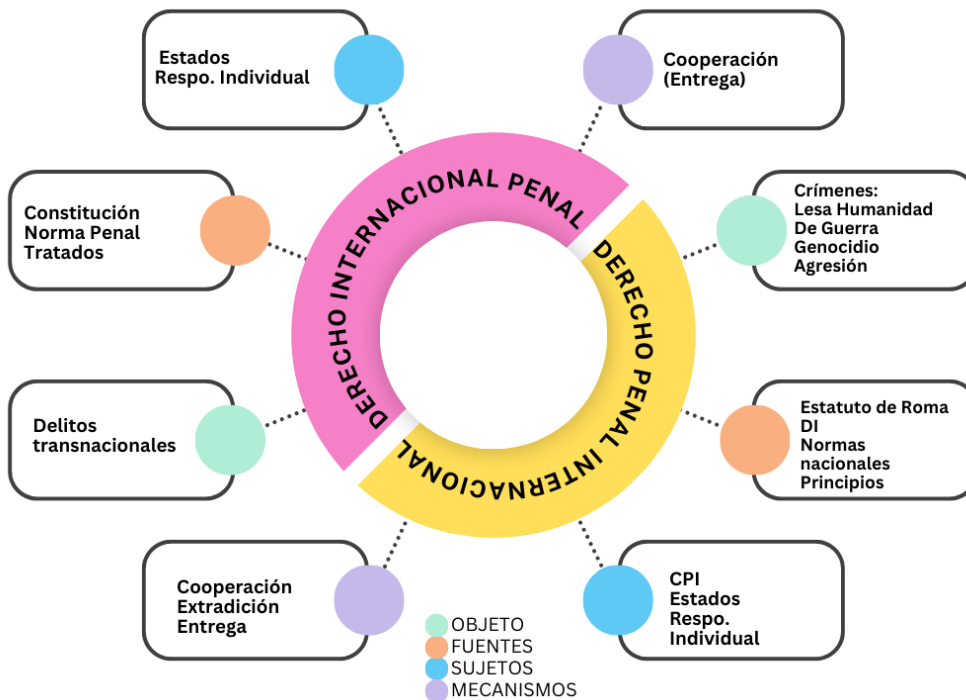 Estados
Respo. Individual
Cooperación
(Entrega)
Constitución
Norma Penal
Tratados
Crímenes:
Lesa Humanidad
De Guerra
Genocidio
Agresión
DERECHO INTERNACIONAL PENAL
DERECHO PENAL INTERNACIONAL
Delitos
transnacionales
Estatuto de Roma
DI
Normas
nacionales
Principios
Cooperación
Extradición
Entrega
CPI
Estados
Respo.
Individual
OBJETO
FUENTES
SUJETOS
MECANISMOS